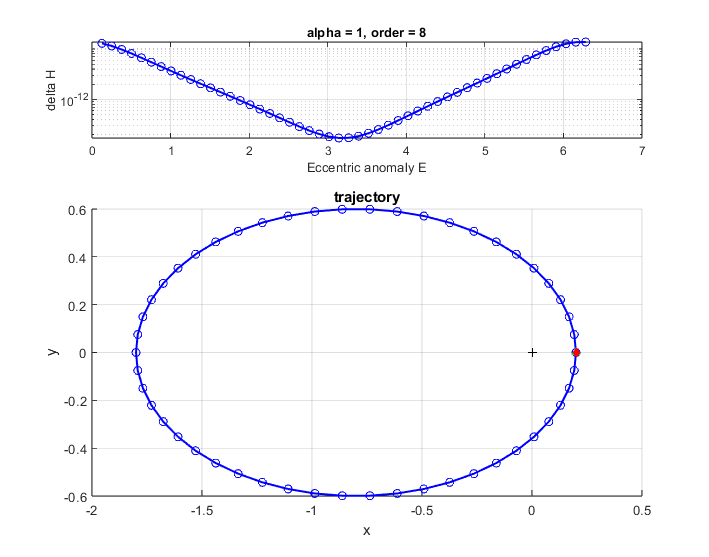 alpha = 1, order = 8
delta H
10-12
0 1 2 3 4 5 6 7
Eccentric anomaly E
trajectory
y
0.6
0.4
0.2
0
-0.2
-0.4
-0.6
-2 -1.5 -1 -0.5 0 0.5
x